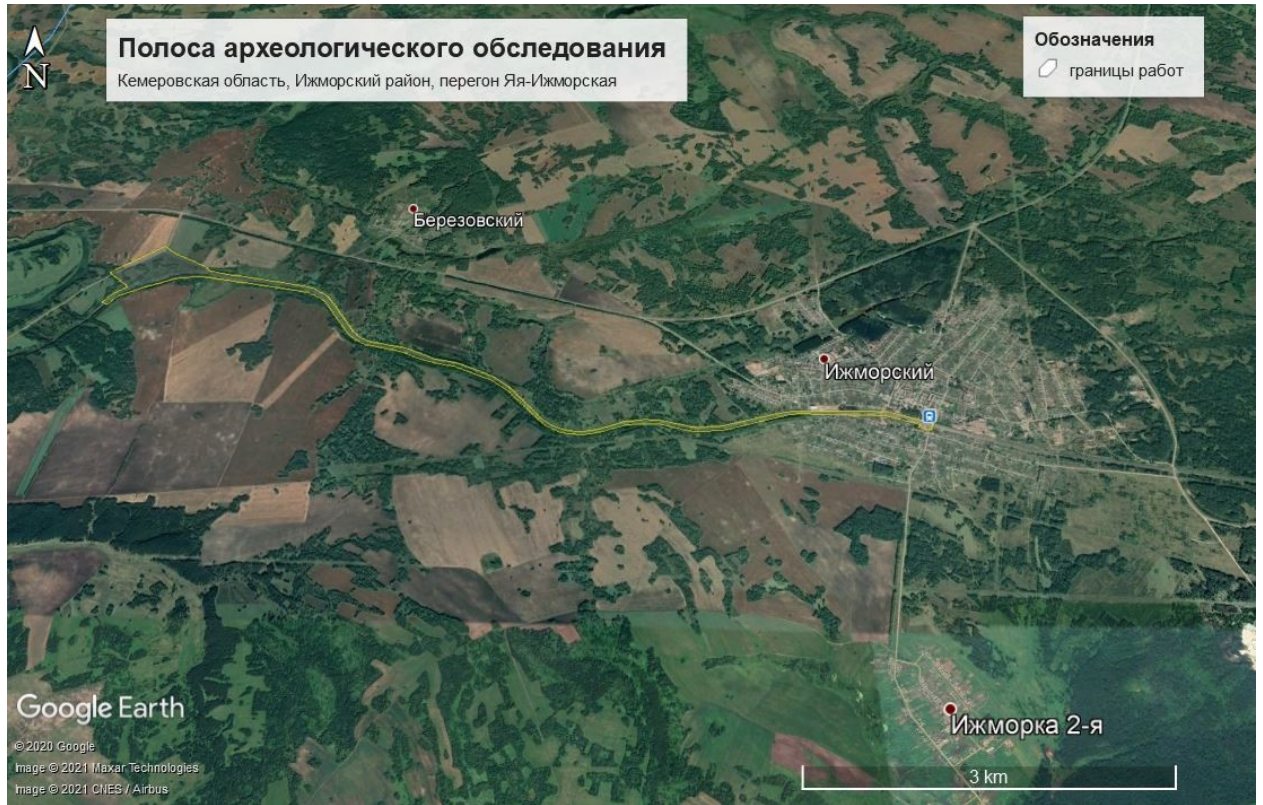 Полоса археологического обследования
Кемеровская область, Ижморский район, перегон Яя-Ижморская
Обозначения
границы работ
N
Березовский
Ижморский
Ижморка 2-я
Google Earth
© 2020 Google
Image © 2021 Maxar Technologies
Image © 2021 CNES / Airbus
3 km